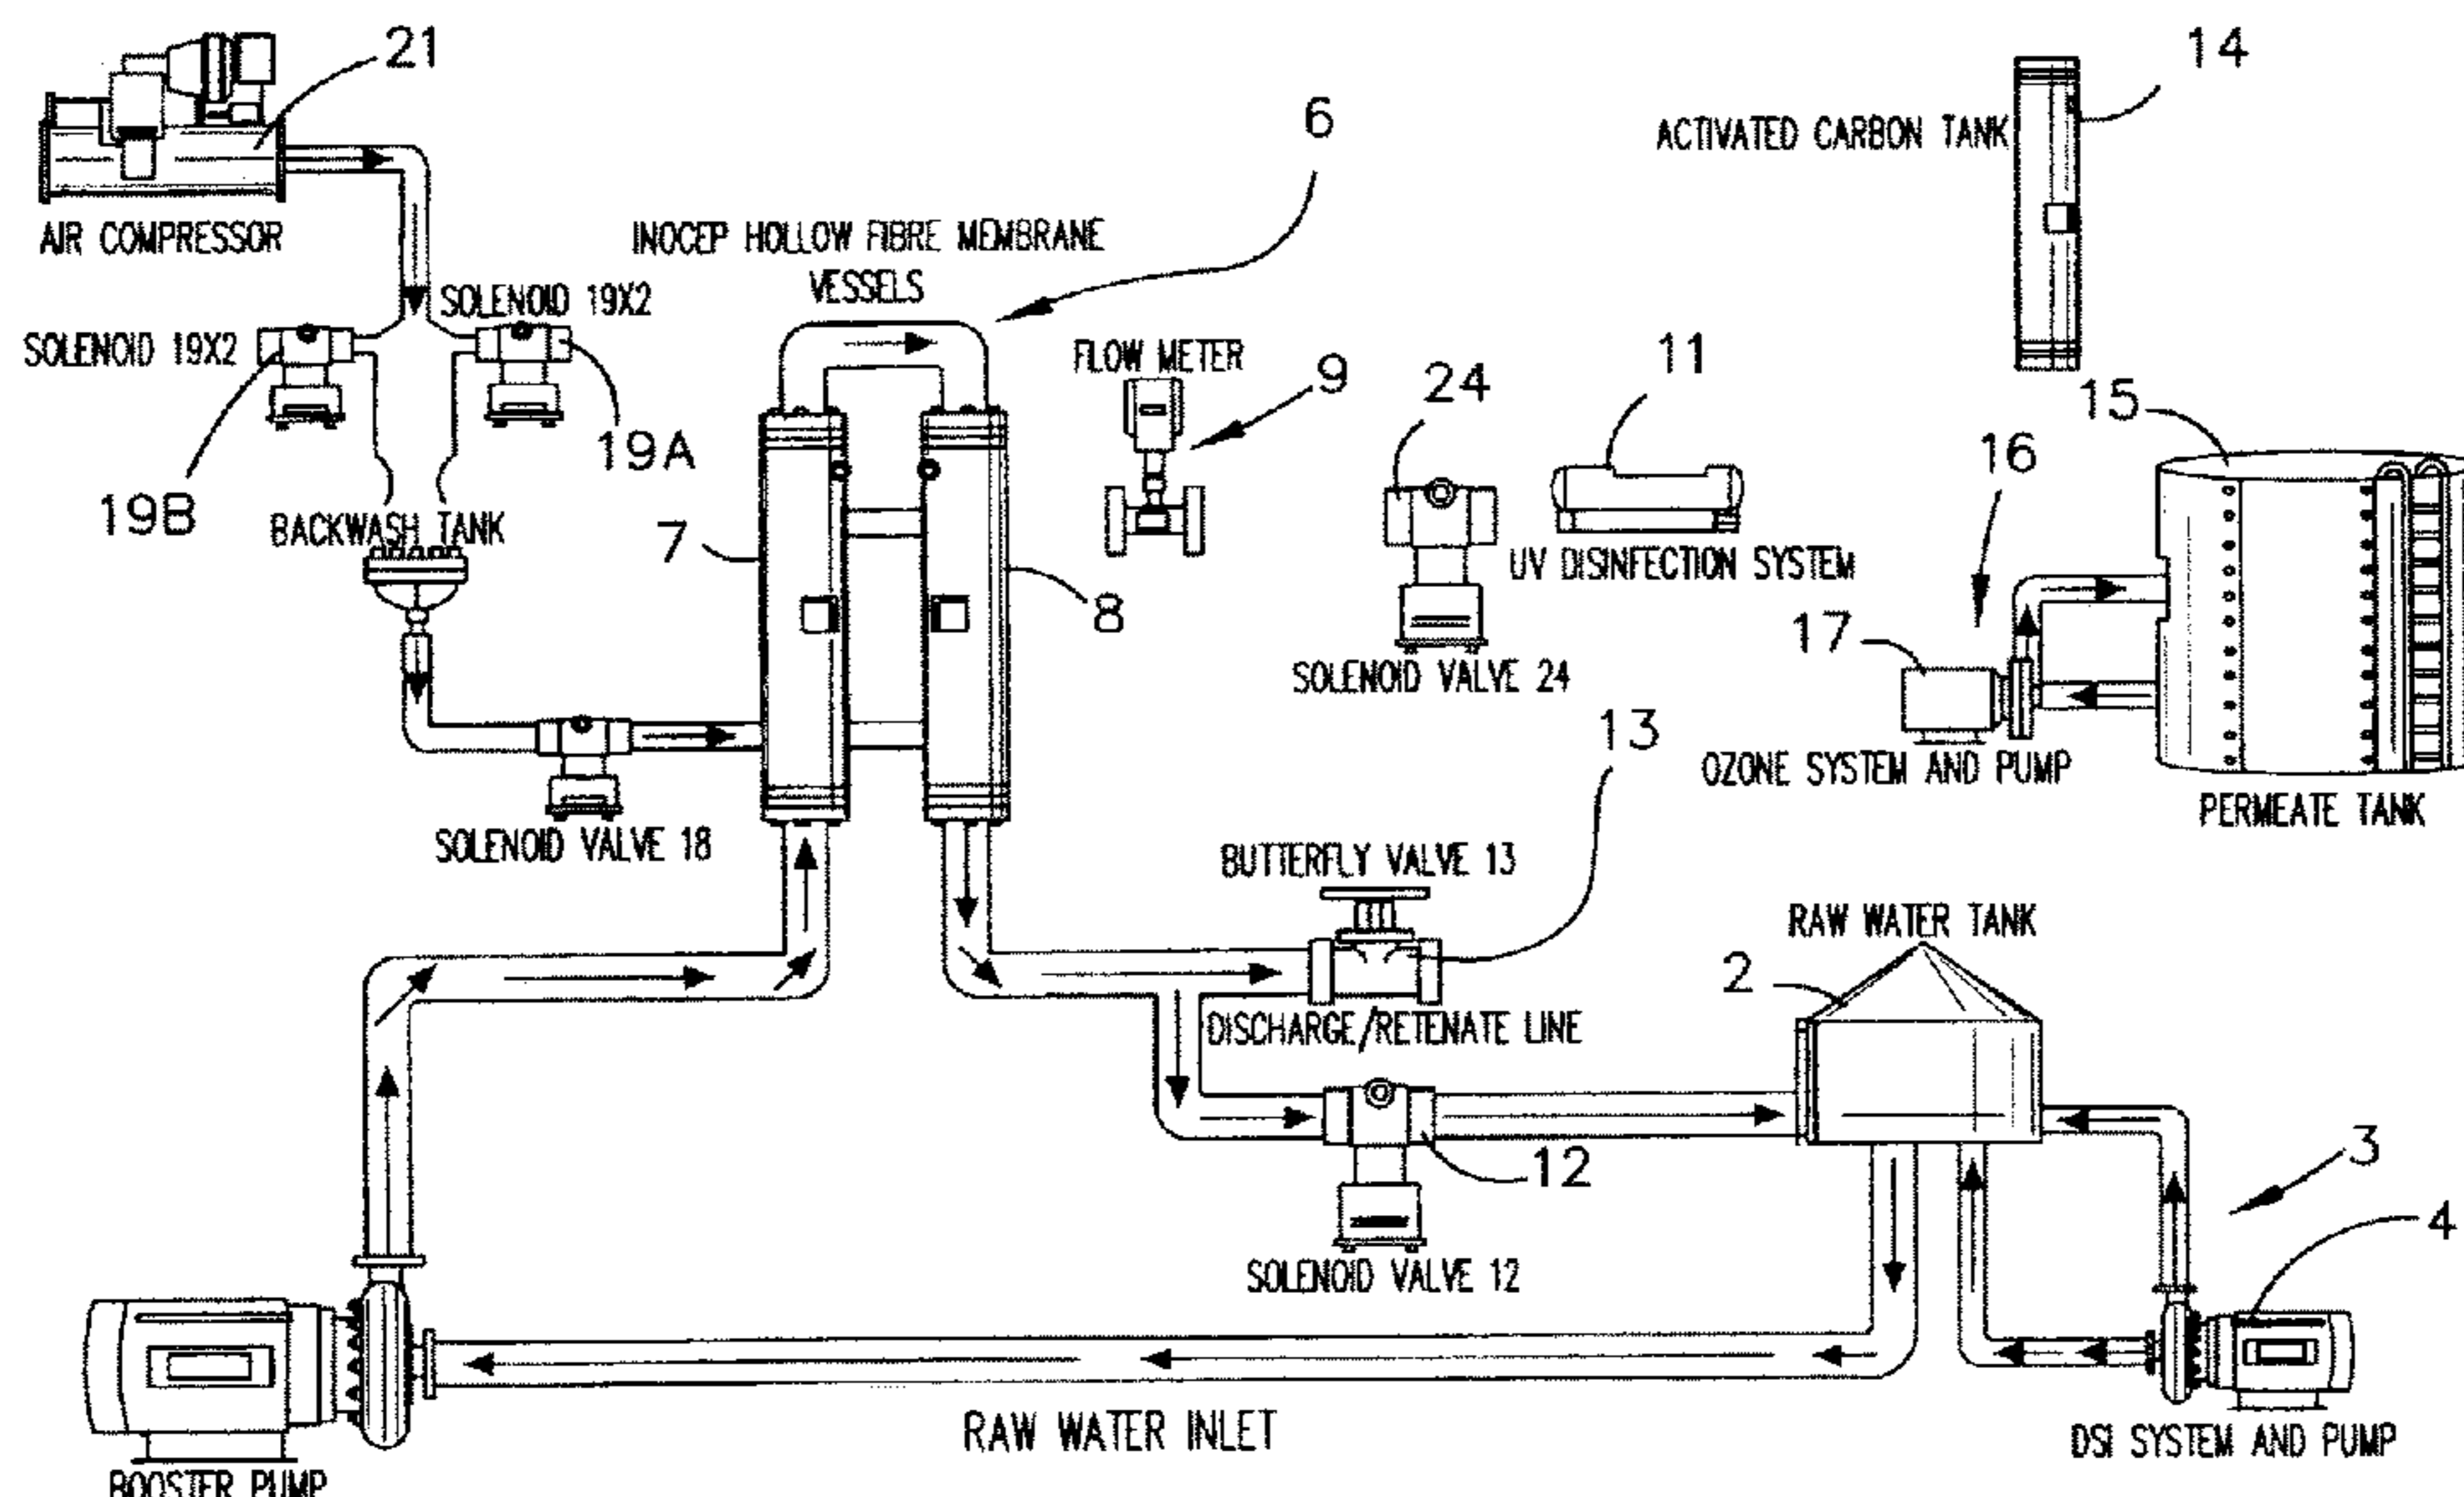 21
AIR COMPRESSOR
6
14
ACTIVATED CARBON TANK
INOCEP HOLLOW FIBRE MEMBRANE
VESSELS
SOLENOID 19X2
SOLENOID 19X2
19B
19A
BACKWASH TANK
FLOW METER
9
24
11
7
8
UV DISINFECTION SYSTEM
SOLENOID VALVE 24
15
16
17
OZONE SYSTEM AND PUMP
PERMEATE TANK
SOLENOID VALVE 18
13
BUTTERFLY VALVE 13
DISCHARGE/RETENATE LINE
RAW WATER TANK
2
12
SOLENOID VALVE 12
3
4
RAW WATER INLET
DSI SYSTEM AND PUMP
BOOSTER PUMP